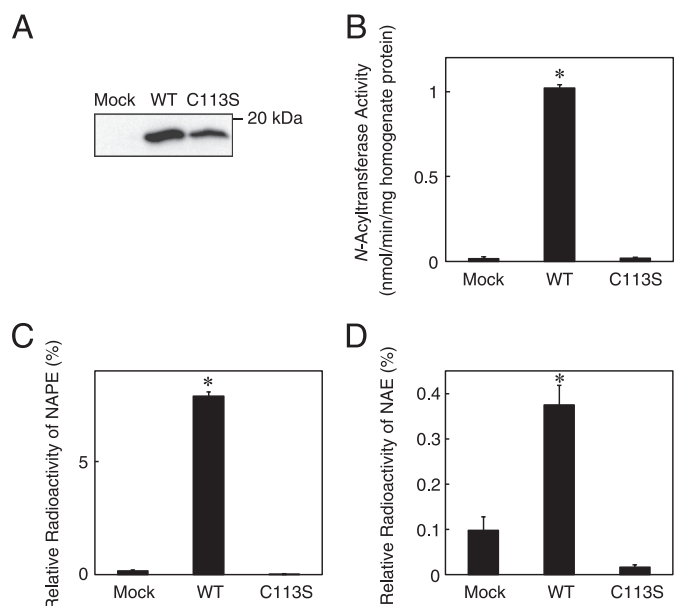 A
Mock WT C113S
20 kDa
B
N-Acyltransferase Activity
(nmol/min/mg homogenate protein)
1
0.5
0
*
Mock WT C113S
C
Relative Radioactivity of NAPE (%)
5
0
*
Mock WT C113S
D
Relative Radioactivity of NAE (%)
0.4
0.3
0.2
0.1
0
*
Mock WT C113S